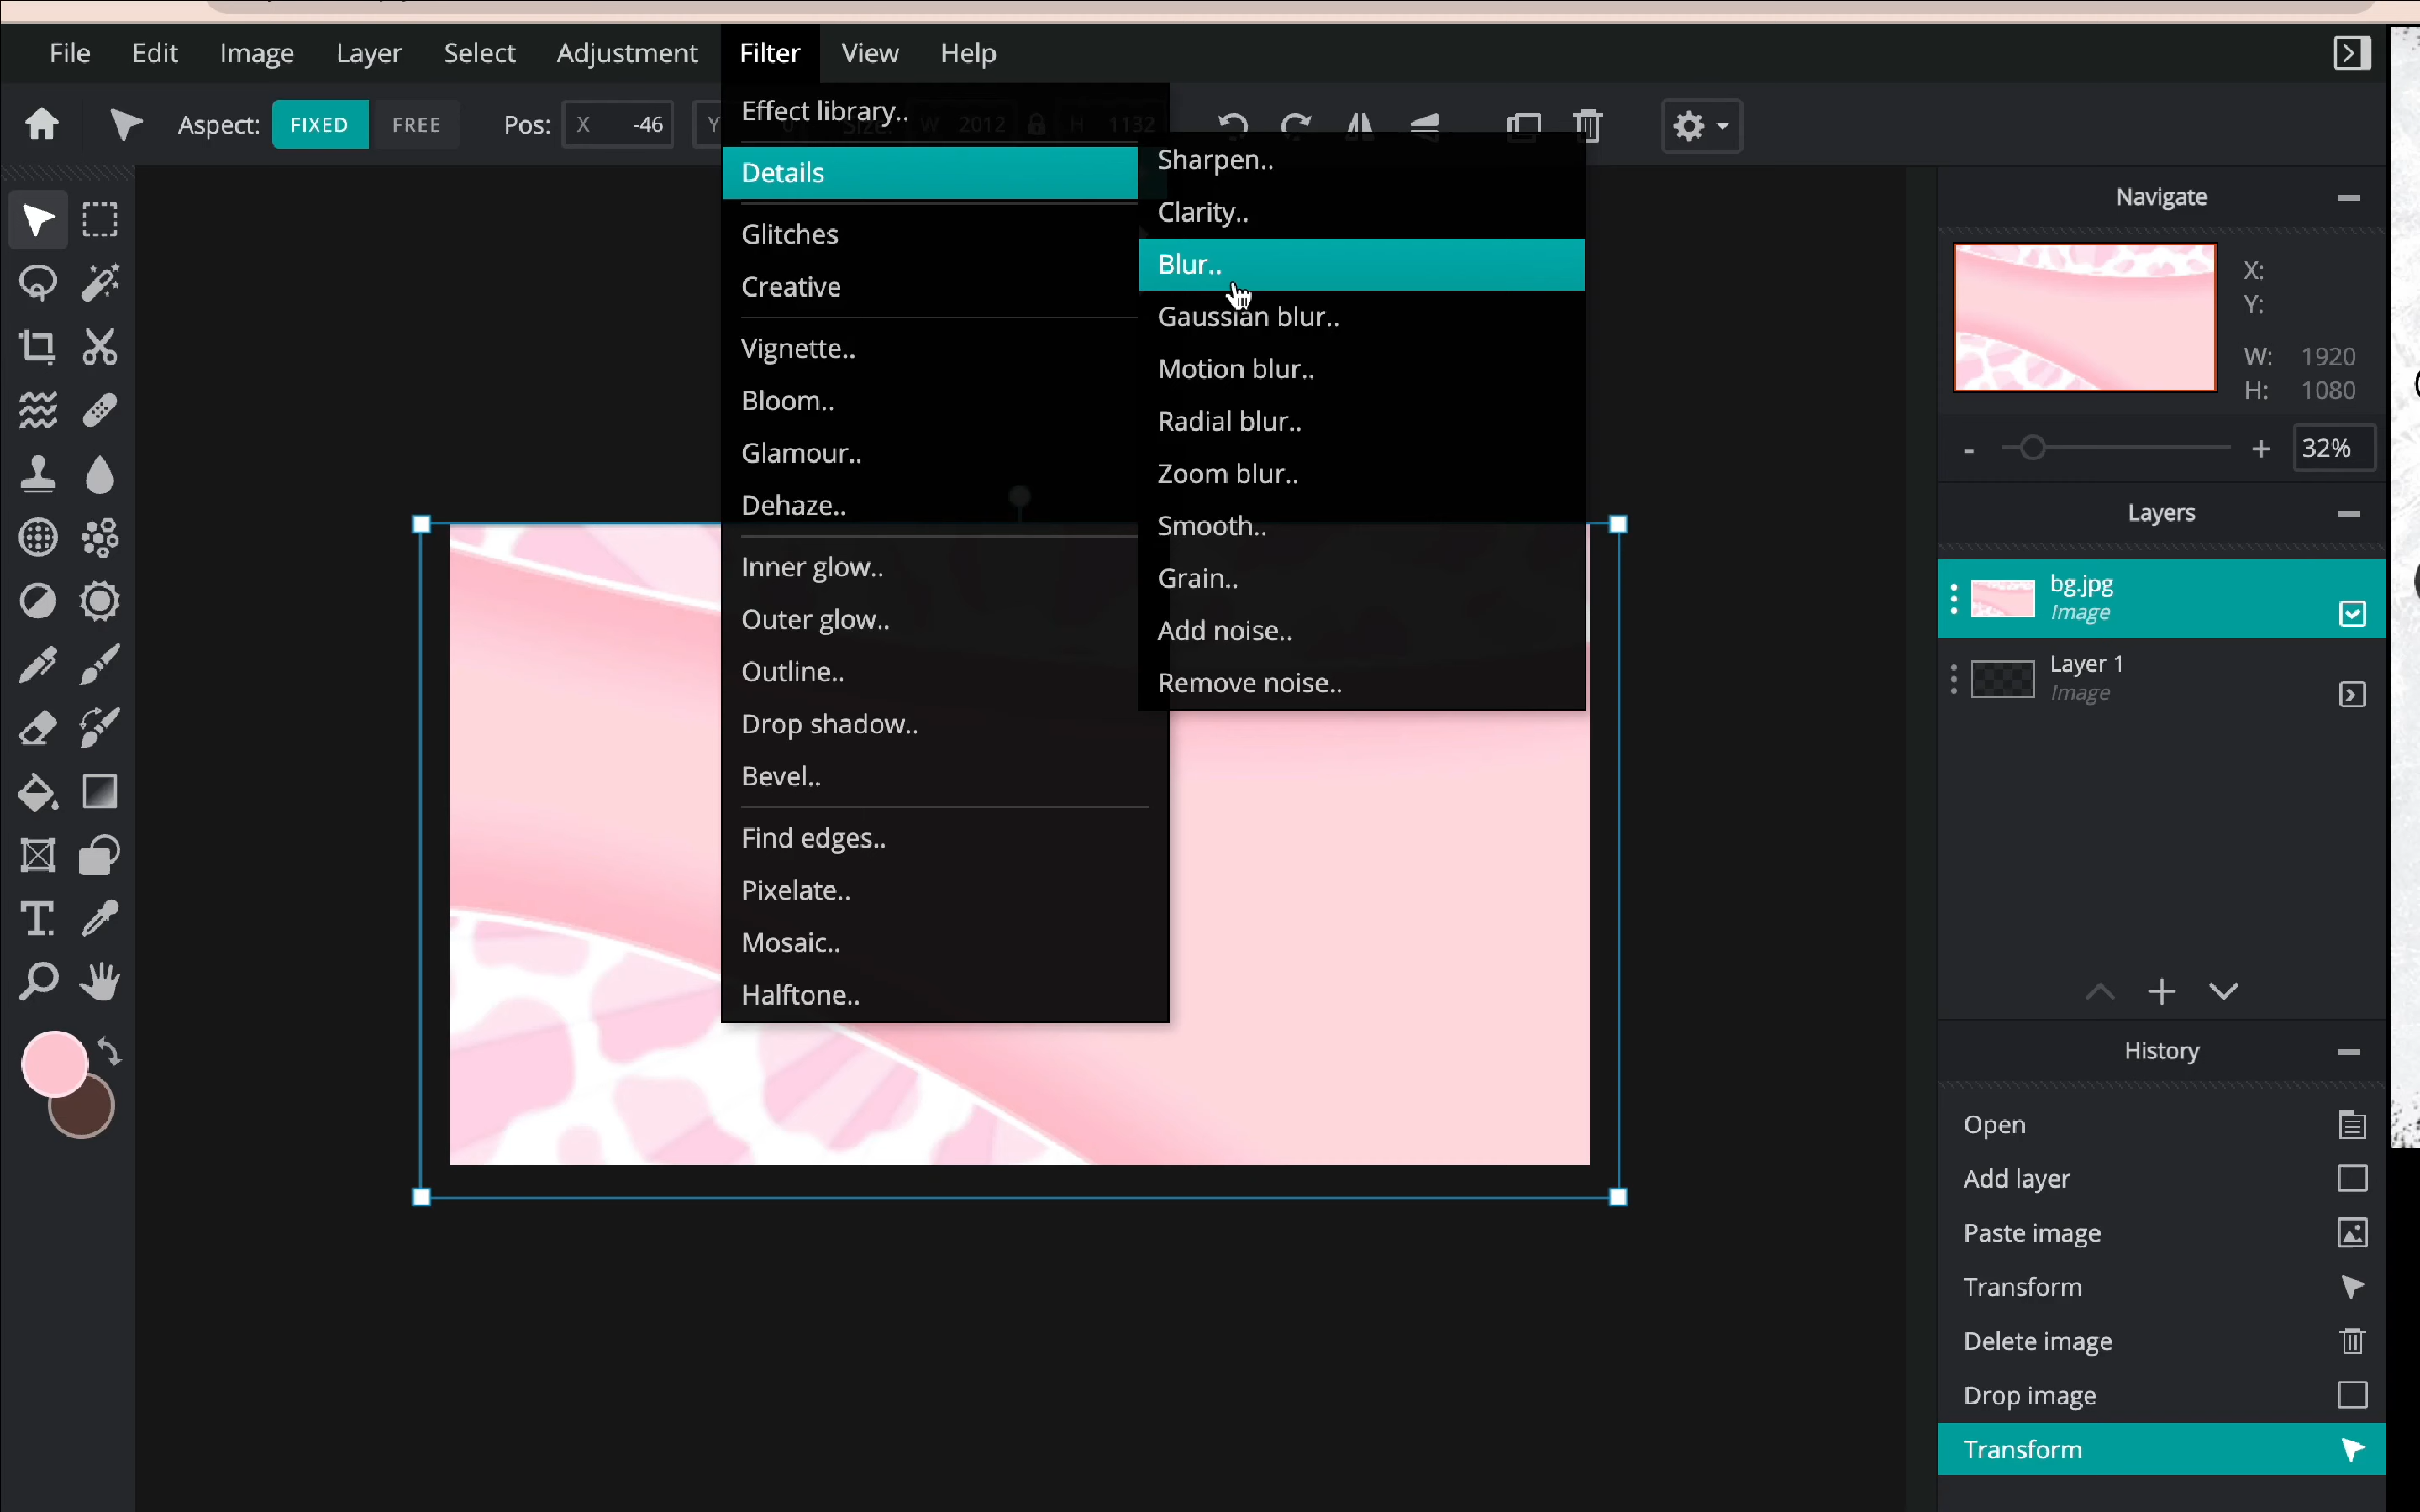 File Edit Image Layer Select Adjustment Filter View Help
Aspect: FIXED FREE Pos: X -46 Y 0 Size: W 2012 H 1132
Effect library..
Details
Glitches
Creative
Vignette..
Bloom..
Glamour..
Dehaze..
Inner glow..
Outer glow..
Outline..
Drop shadow..
Bevel..
Find edges..
Pixelate..
Mosaic..
Halftone..
Sharpen..
Clarity..
Blur..
Gaussian blur..
Motion blur..
Radial blur..
Zoom blur..
Smooth..
Grain..
Add noise..
Remove noise..
Navigate
X:
Y:
W: 1920
H: 1080
- + 32%
Layers
bg.jpg
Image
Layer 1
Image
History
Open
Add layer
Paste image
Transform
Delete image
Drop image
Transform